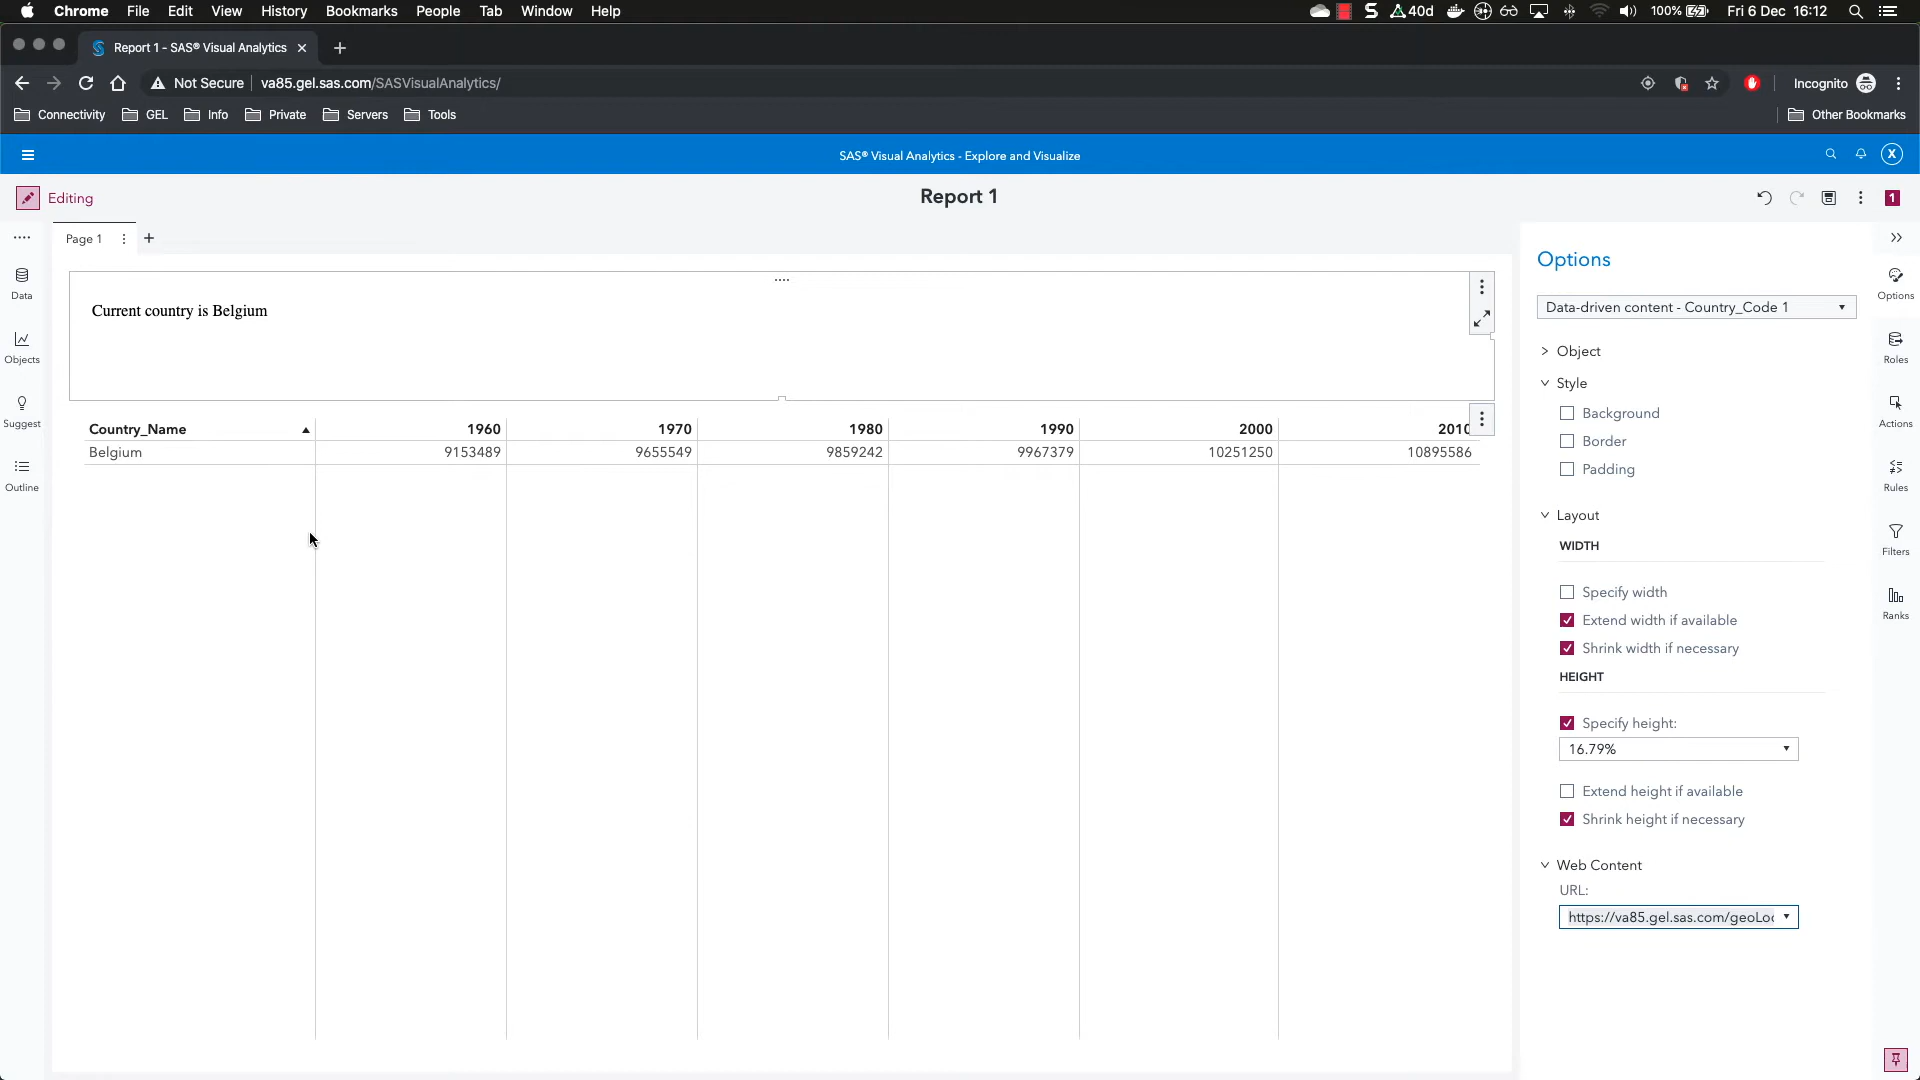 Chrome File Edit View History Bookmarks People Tab Window Help
40d 100% Fri 6 Dec 16:12
Report 1 - SAS® Visual Analytics
Not Secure va85.gel.sas.com/SASVisualAnalytics/
Incognito
Connectivity GEL Info Private Servers Tools Other Bookmarks
SAS® Visual Analytics - Explore and Visualize
X
Editing
Report 1
1
Page 1
Data
Objects
Suggest
Outline
Current country is Belgium
Country_Name 1960 1970 1980 1990 2000 2010
Belgium 9153489 9655549 9859242 9967379 10251250 10895586
Options
Data-driven content - Country_Code 1
Object
Style
Background
Border
Padding
Layout
WIDTH
Specify width
Extend width if available
Shrink width if necessary
HEIGHT
Specify height:
16.79%
Extend height if available
Shrink height if necessary
Web Content
URL:
https://va85.gel.sas.com/geoLoc
Options
Roles
Actions
Rules
Filters
Ranks